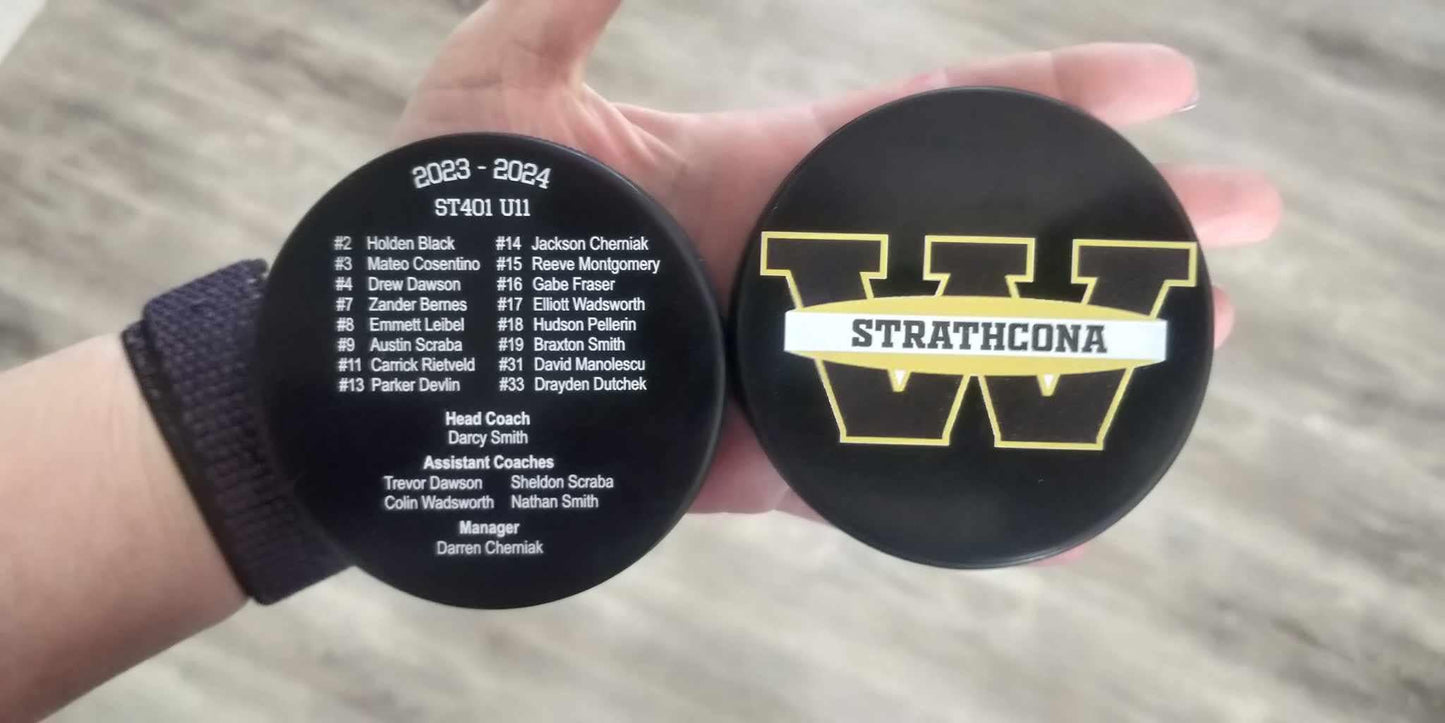 2023 - 2024
ST401 U11
#2 Holden Black #14 Jackson Cherniak
#3 Mateo Cosentino #15 Reeve Montgomery
#4 Drew Dawson #16 Gabe Fraser
#7 Zander Bernes #17 Elliott Wadsworth
#8 Emmett Leibel #18 Hudson Pellerin
#9 Austin Scraba #19 Braxton Smith
#11 Carrick Rietveld #31 David Manolescu
#13 Parker Devlin #33 Drayden Dutchek
Head Coach
Darcy Smith
Assistant Coaches
Trevor Dawson Sheldon Scraba
Colin Wadsworth Nathan Smith
Manager
Darren Cherniak
W
STRATHCONA